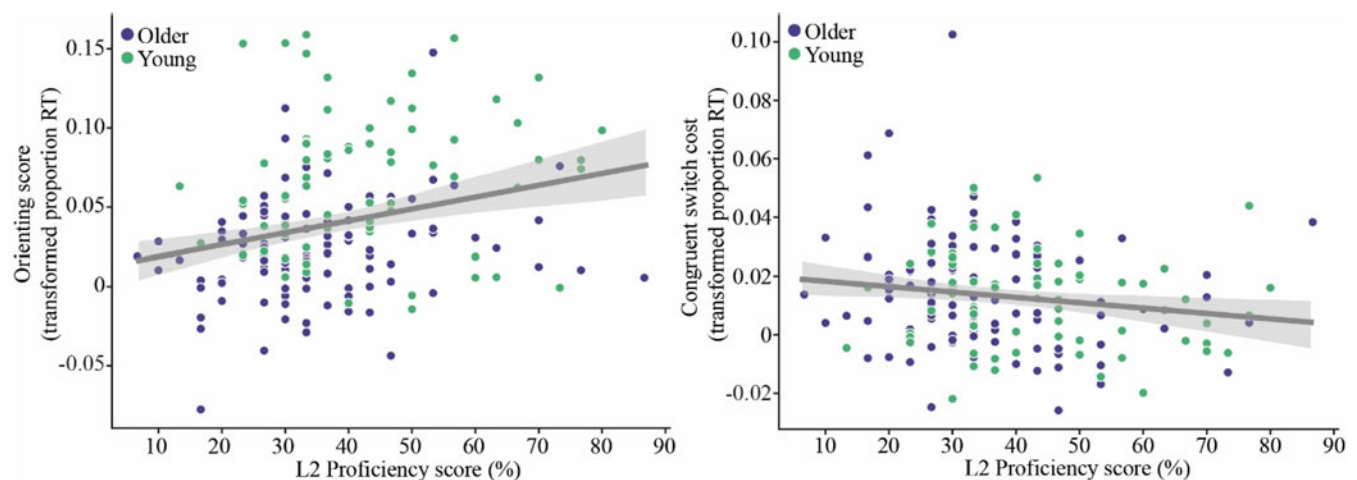 Older
Young
0.15
0.10
0.05
0
-0.05
Orienting score
(transformed proportion RT)
10 20 30 40 50 60 70 80 90
L2 Proficiency score (%)
Older
Young
0.10
0.08
0.06
0.04
0.02
0
-0.02
Congruent switch cost
(transformed proportion RT)
10 20 30 40 50 60 70 80 90
L2 Proficiency score (%)